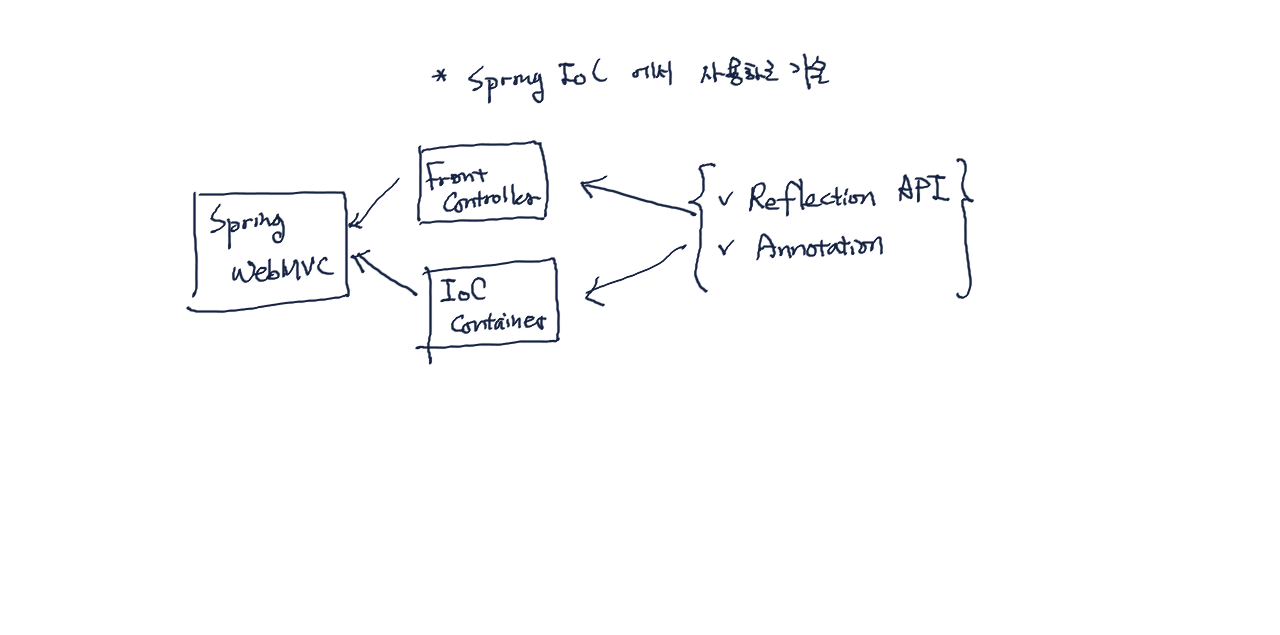 * Spring IoC 에서 사용하는 기술
Front
Controller
Spring
WebMVC
IoC
Container
✓ Reflection API
✓ Annotation